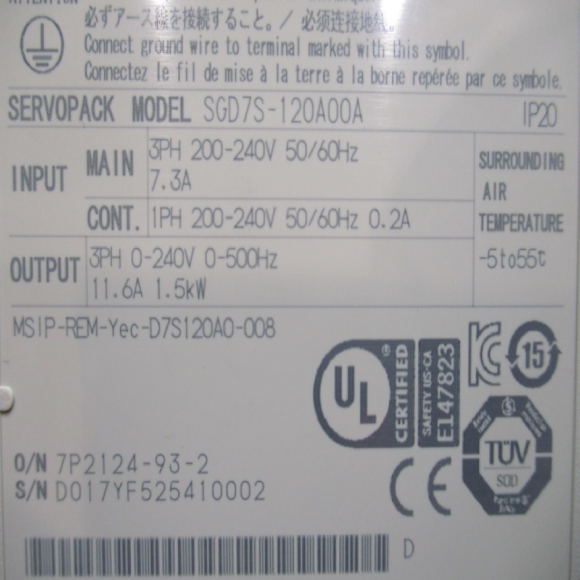 必ずアース線を接続すること。/ 必须连接地线。
Connect ground wire to terminal marked with this symbol.
Connectez le fil de mise à la terre à la borne repérée par ce symbole.
SERVOPACK MODEL SGD7S-120A00A IP20
INPUT MAIN 3PH 200-240V 50/60Hz
7.3A
CONT. 1PH 200-240V 50/60Hz 0.2A
SURROUNDING
AIR
TEMPERATURE
-5to55℃
OUTPUT 3PH 0-240V 0-500Hz
11.6A 1.5kW
MSIP-REM-Yec-D7S120A0-008
UL CERTIFIED
SAFETY US-CA
E147823
15
TÜV
SÜD
CE
O/N 7P2124-93-2
S/N D017YF525410002
D